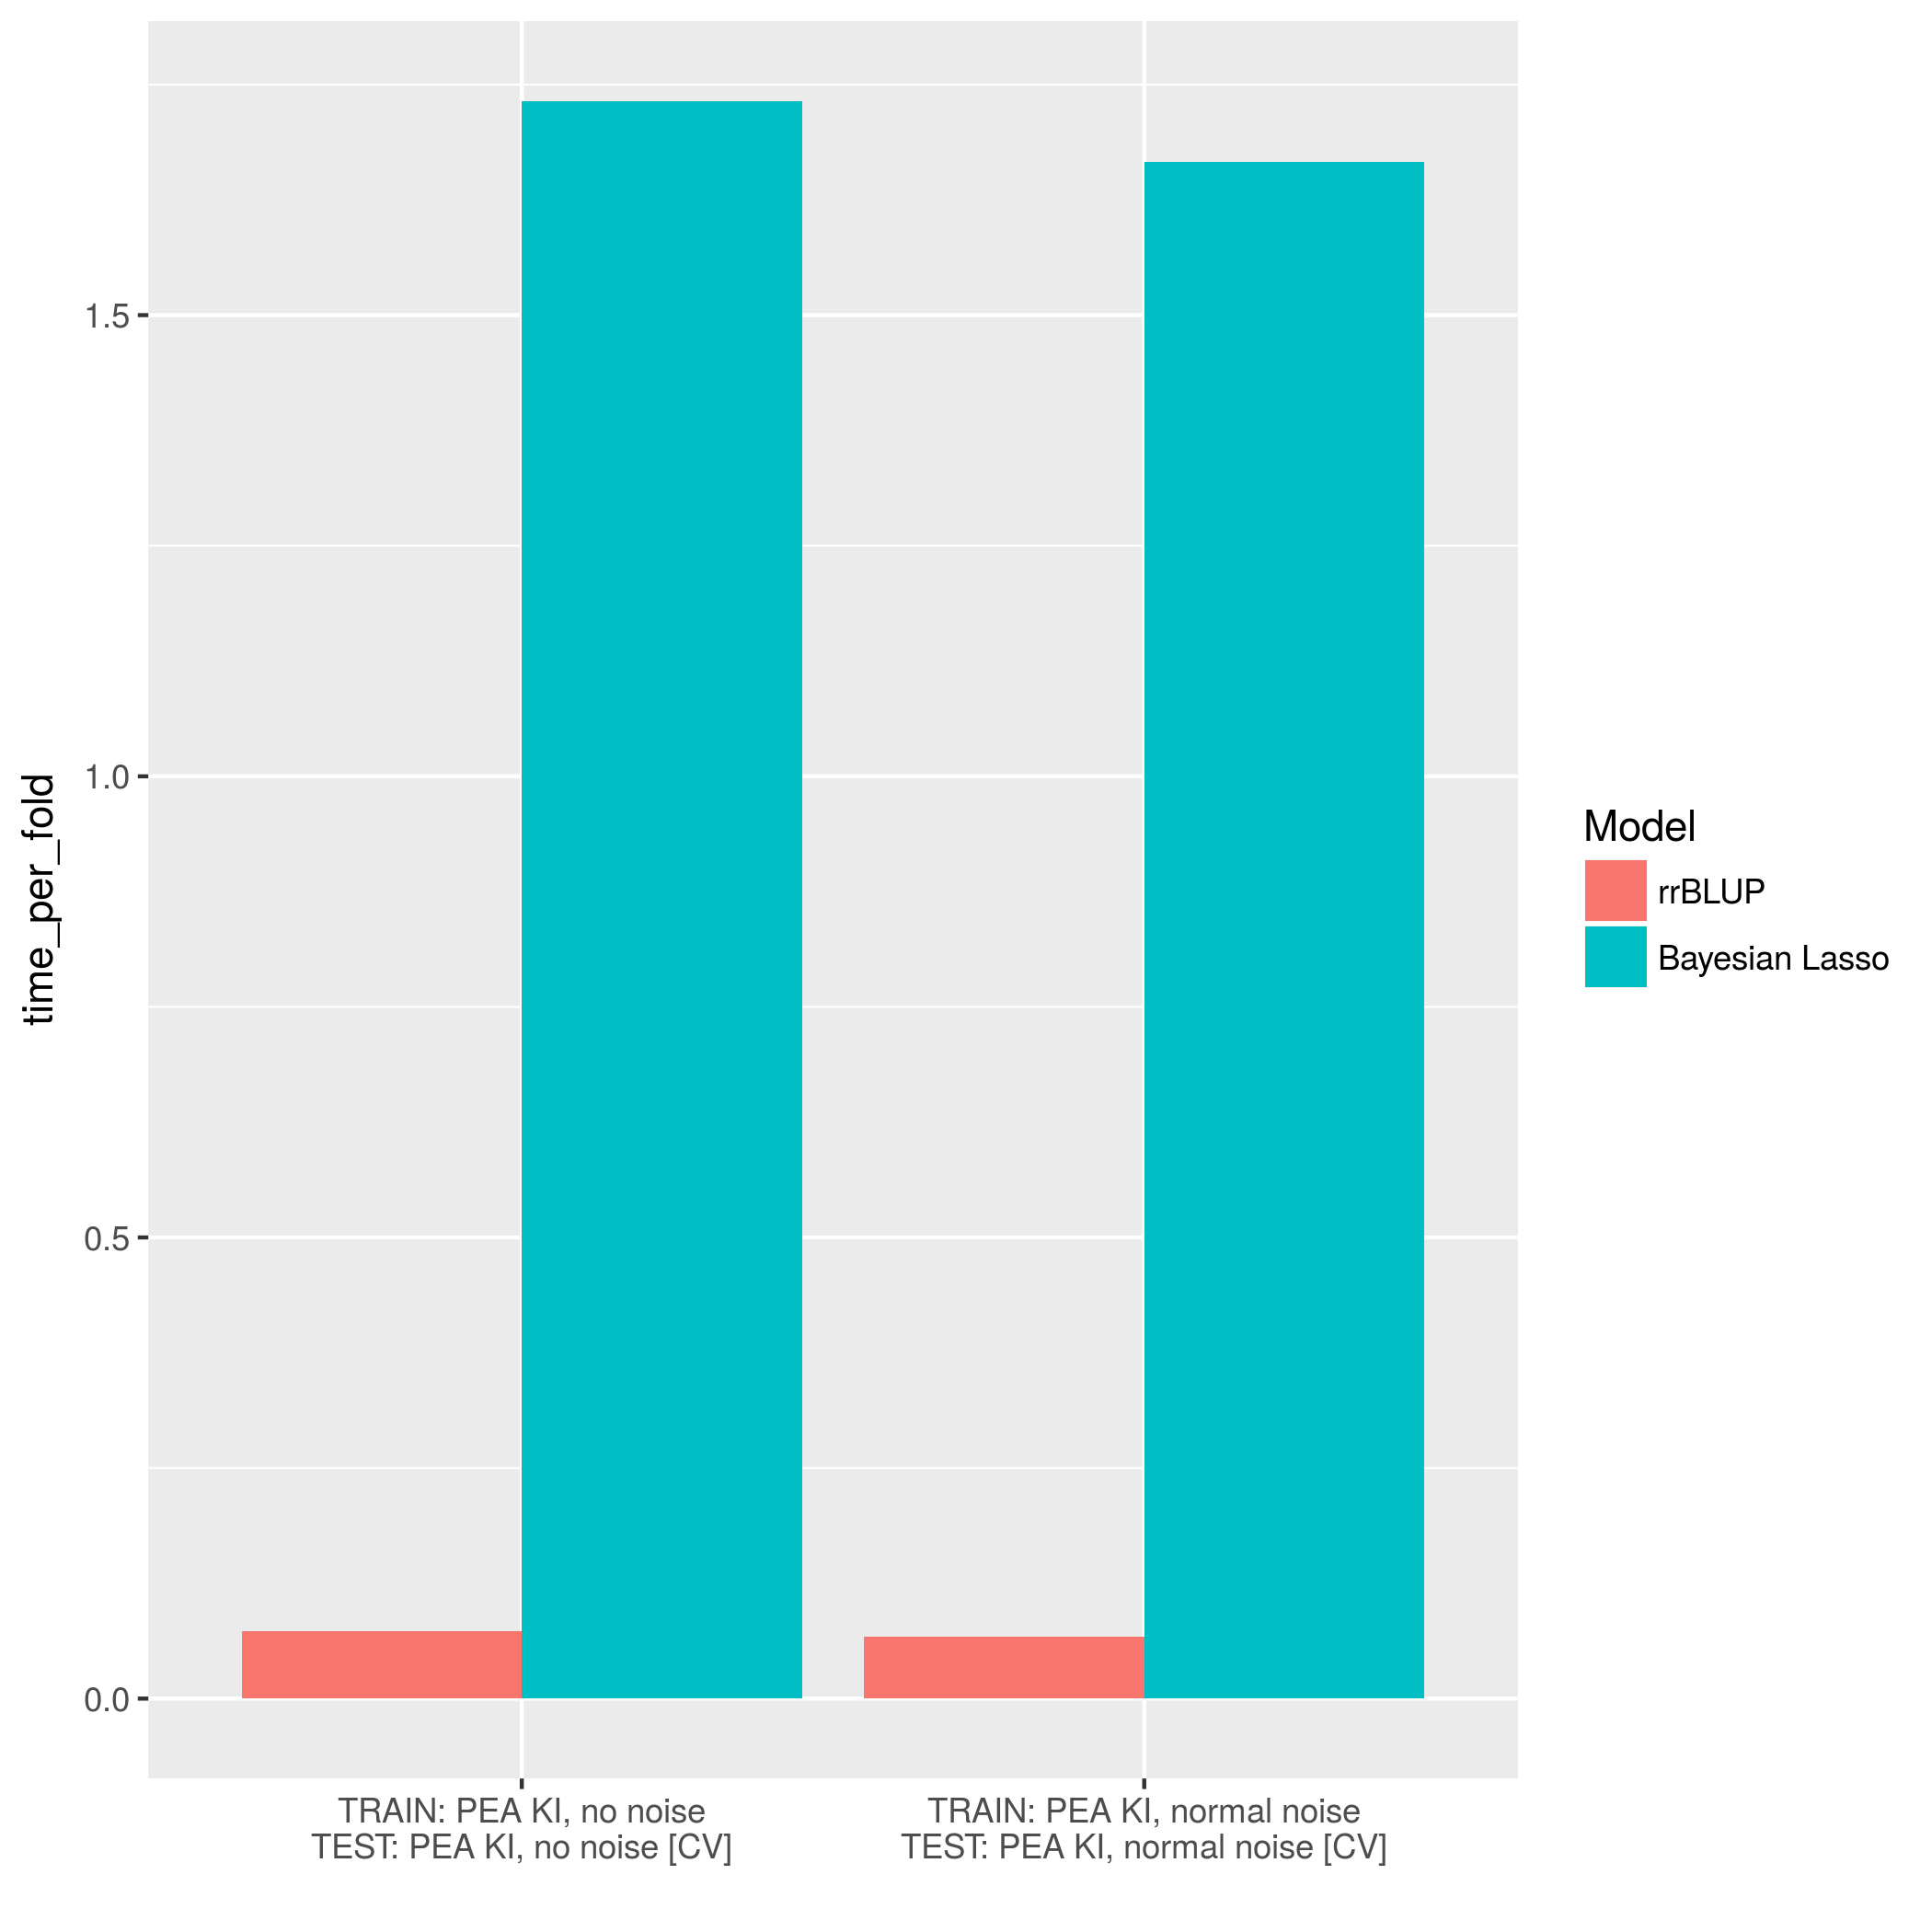 time_per_fold
1.5
1.0
0.5
0.0
TRAIN: PEA KI, no noise
TEST: PEA KI, no noise [CV]
TRAIN: PEA KI, normal noise
TEST: PEA KI, normal noise [CV]
Model
rrBLUP
Bayesian Lasso